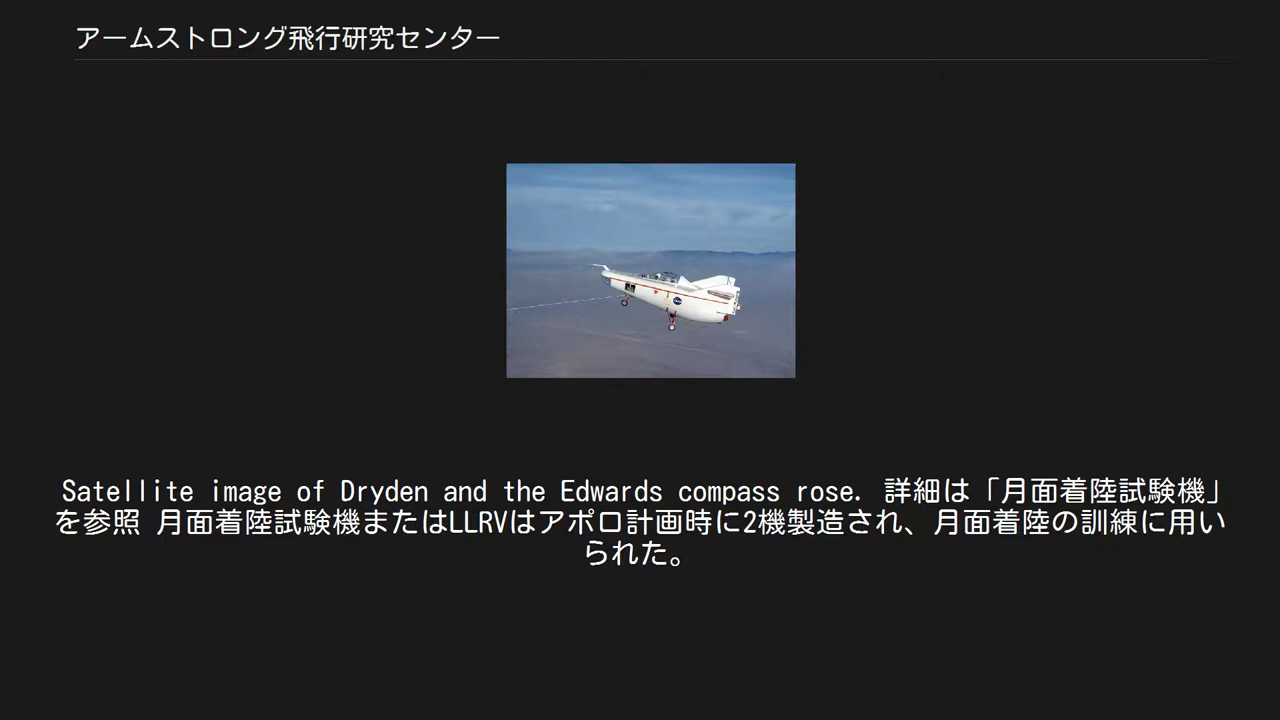 アームストロング飛行研究センター
Satellite image of Dryden and the Edwards compass rose. 詳細は「月面着陸試験機」
を参照 月面着陸試験機またはLLRVはアポロ計画時に2機製造され、月面着陸の訓練に用い
られた。